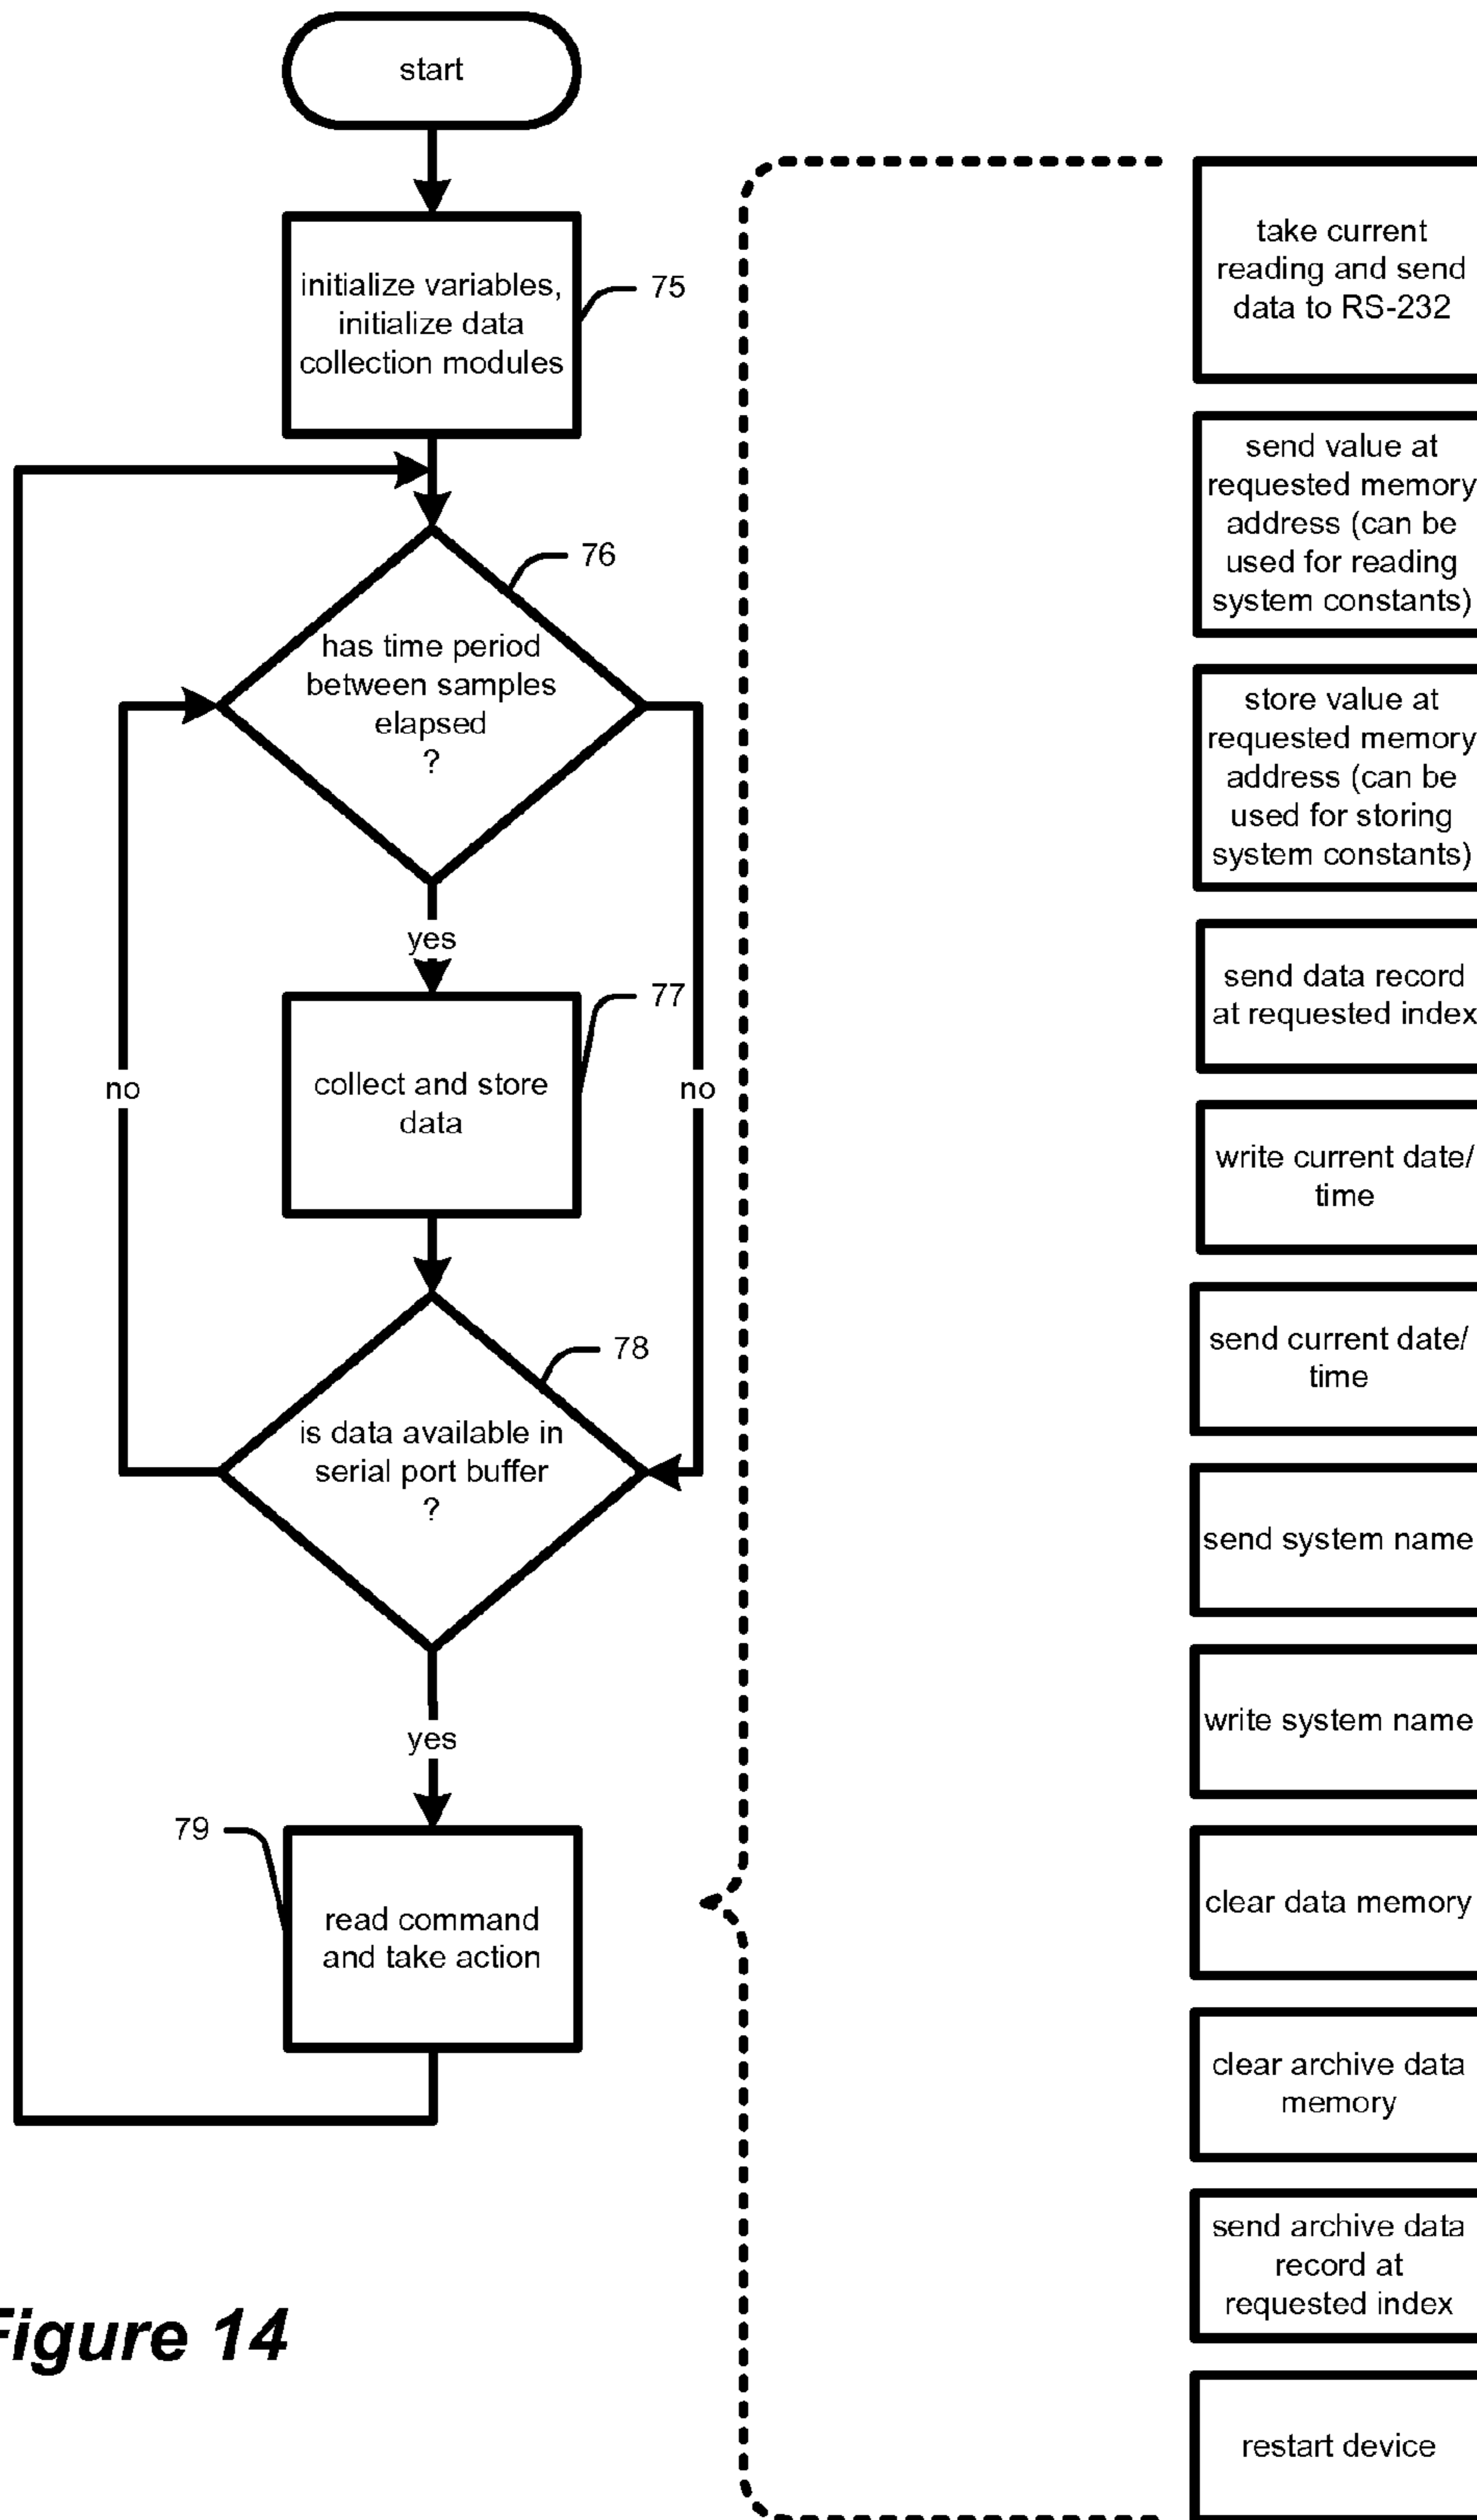 start
initialize variables,
initialize data
collection modules
75
76
has time period
between samples
elapsed
?
yes
77
collect and store
data
no
no
78
is data available in
serial port buffer
?
yes
79
read command
and take action
take current
reading and send
data to RS-232
send value at
requested memory
address (can be
used for reading
system constants)
store value at
requested memory
address (can be
used for storing
system constants)
send data record
at requested index
write current date/
time
send current date/
time
send system name
write system name
clear data memory
clear archive data
memory
send archive data
record at
requested index
restart device
Figure 14